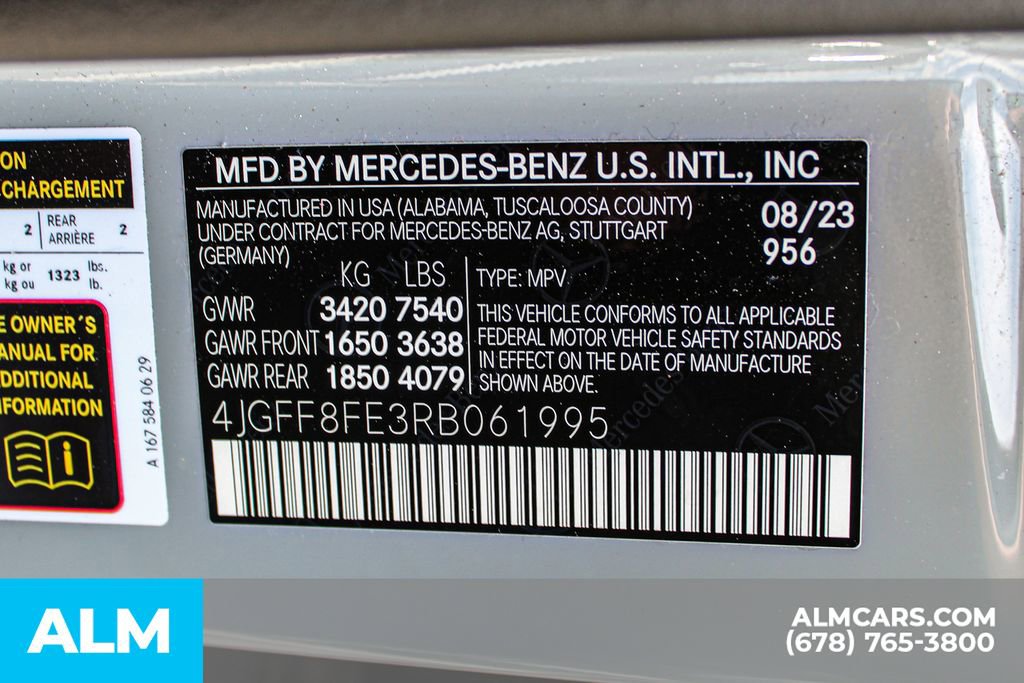 ON
CHARGEMENT
2 REAR ARRIÈRE 2
kg or kg ou 1323 lbs. lb.
E OWNER´S
ANUAL FOR
DDITIONAL
NFORMATION
A 167 584 06 29
MFD BY MERCEDES-BENZ U.S. INTL., INC
MANUFACTURED IN USA (ALABAMA, TUSCALOOSA COUNTY)
UNDER CONTRACT FOR MERCEDES-BENZ AG, STUTTGART
(GERMANY)
08/23
956
KG LBS
GVWR 3420 7540
GAWR FRONT 1650 3638
GAWR REAR 1850 4079
TYPE: MPV
THIS VEHICLE CONFORMS TO ALL APPLICABLE
FEDERAL MOTOR VEHICLE SAFETY STANDARDS
IN EFFECT ON THE DATE OF MANUFACTURE
SHOWN ABOVE.
4JGFF8FE3RB061995
ALM
ALMCARS.COM
(678) 765-3800